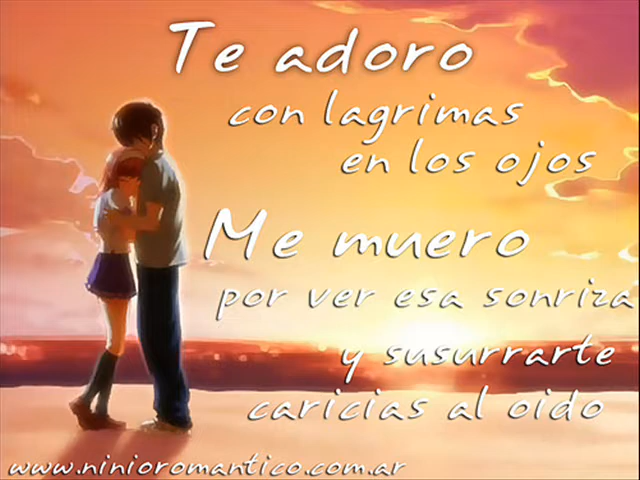 Te adoro
con lagrimas
en los ojos
Me muero
por ver esa sonriza
y susurrarte
caricias al oido
www.ninioromantico.com.ar